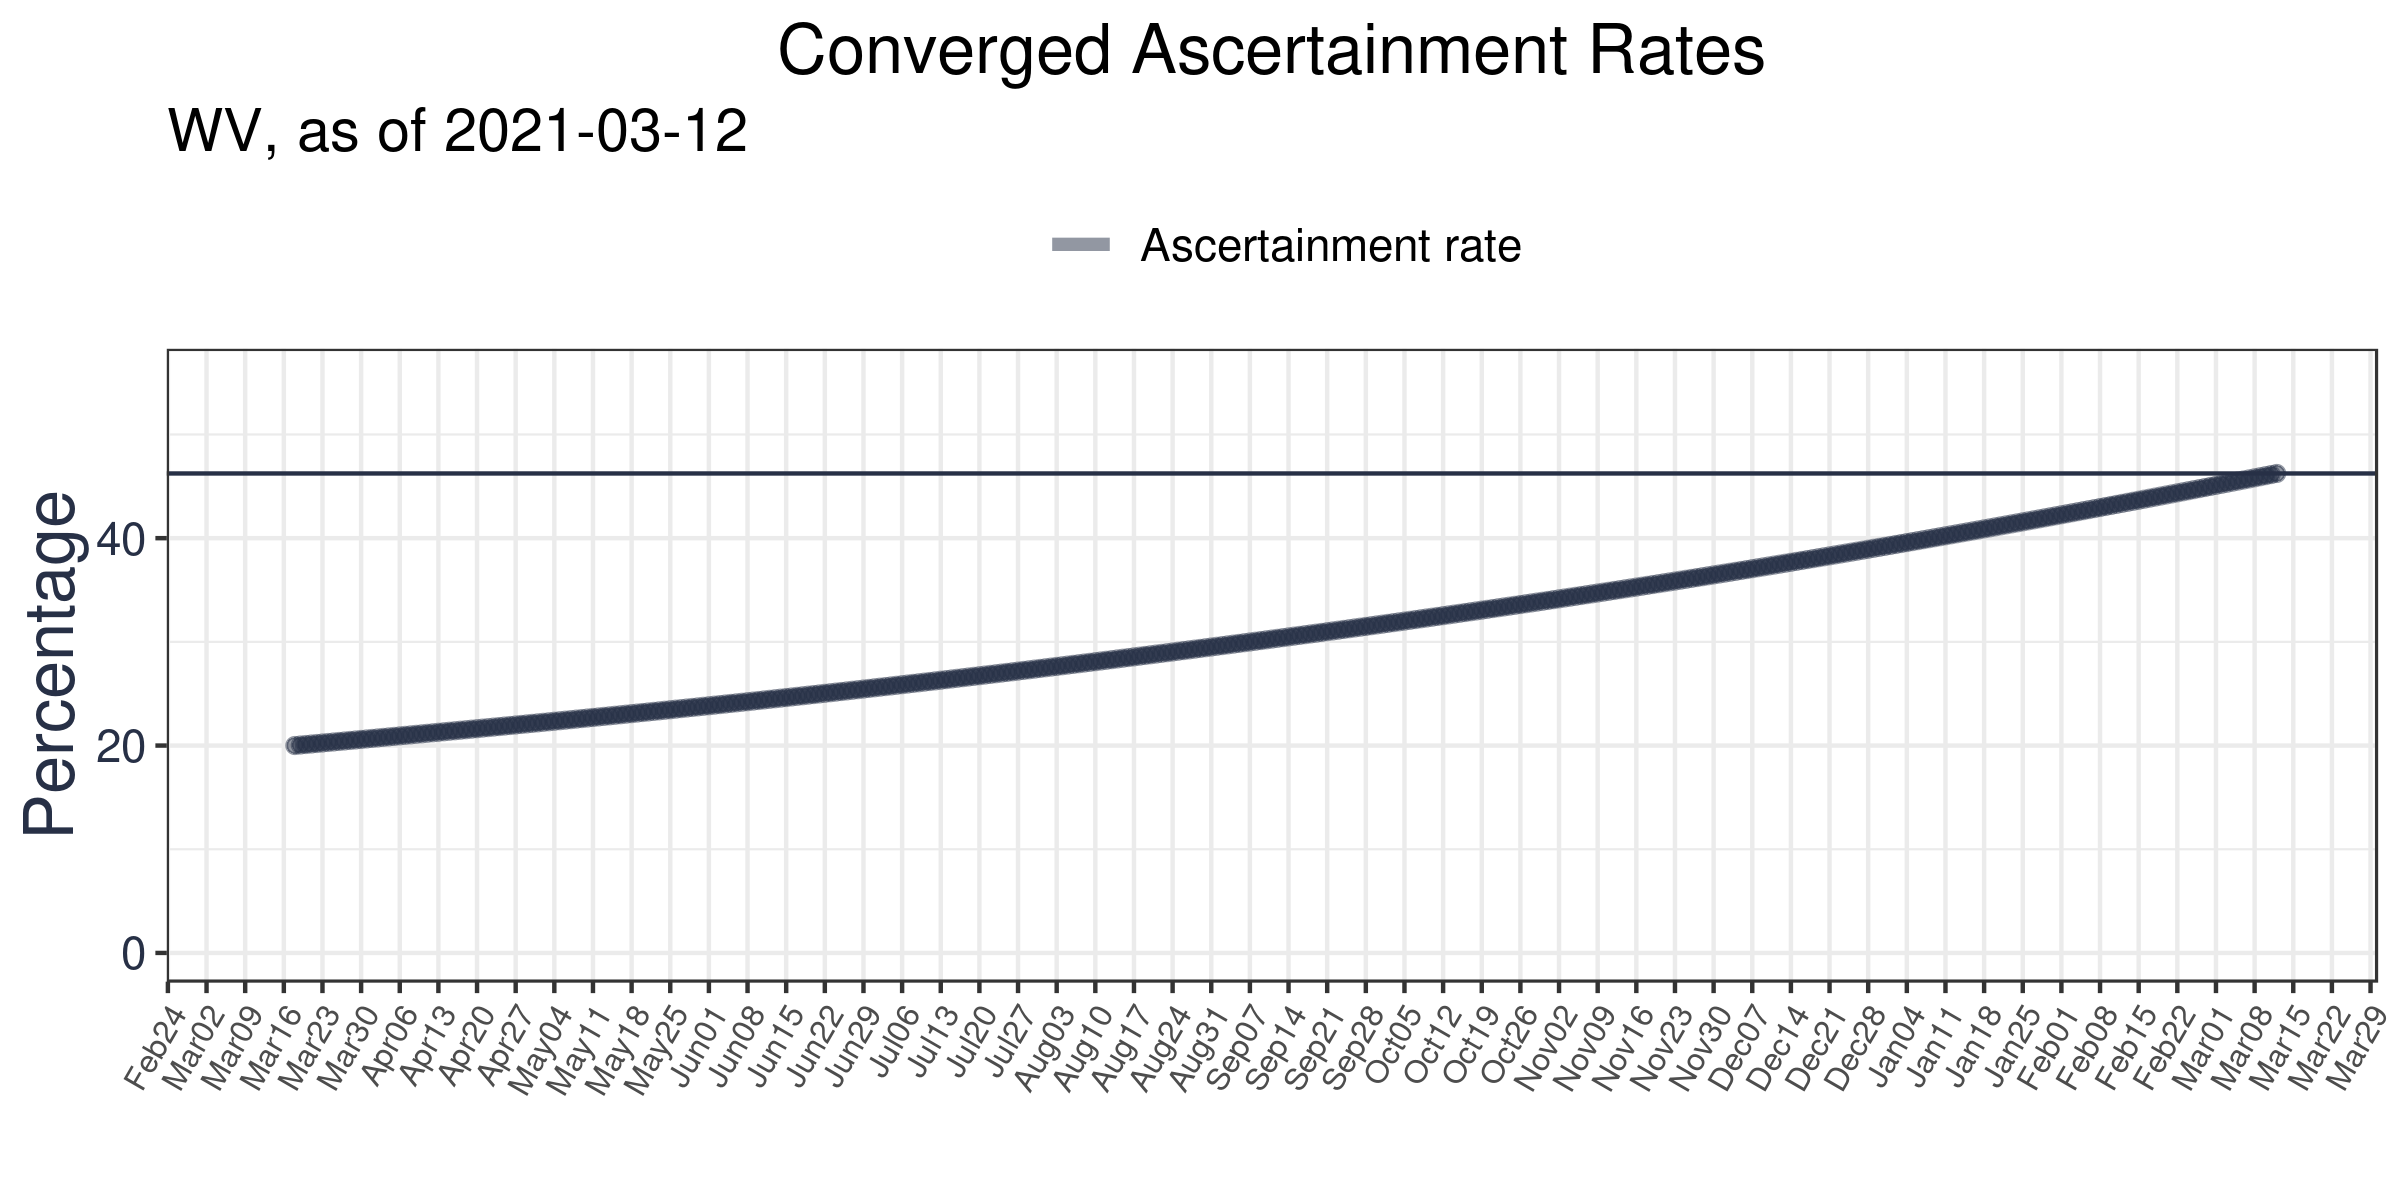 Converged Ascertainment Rates
WV, as of 2021-03-12
Ascertainment rate
Percentage
40
20
0
Feb24 Mar02 Mar09 Mar16 Mar23 Mar30 Apr06 Apr13 Apr20 Apr27 May04 May11 May18 May25 Jun01 Jun08 Jun15 Jun22 Jun29 Jul06 Jul13 Jul20 Jul27 Aug03 Aug10 Aug17 Aug24 Aug31 Sep07 Sep14 Sep21 Sep28 Oct05 Oct12 Oct19 Oct26 Nov02 Nov09 Nov16 Nov23 Nov30 Dec07 Dec14 Dec21 Dec28 Jan04 Jan11 Jan18 Jan25 Feb01 Feb08 Feb15 Feb22 Mar01 Mar08 Mar15 Mar22 Mar29